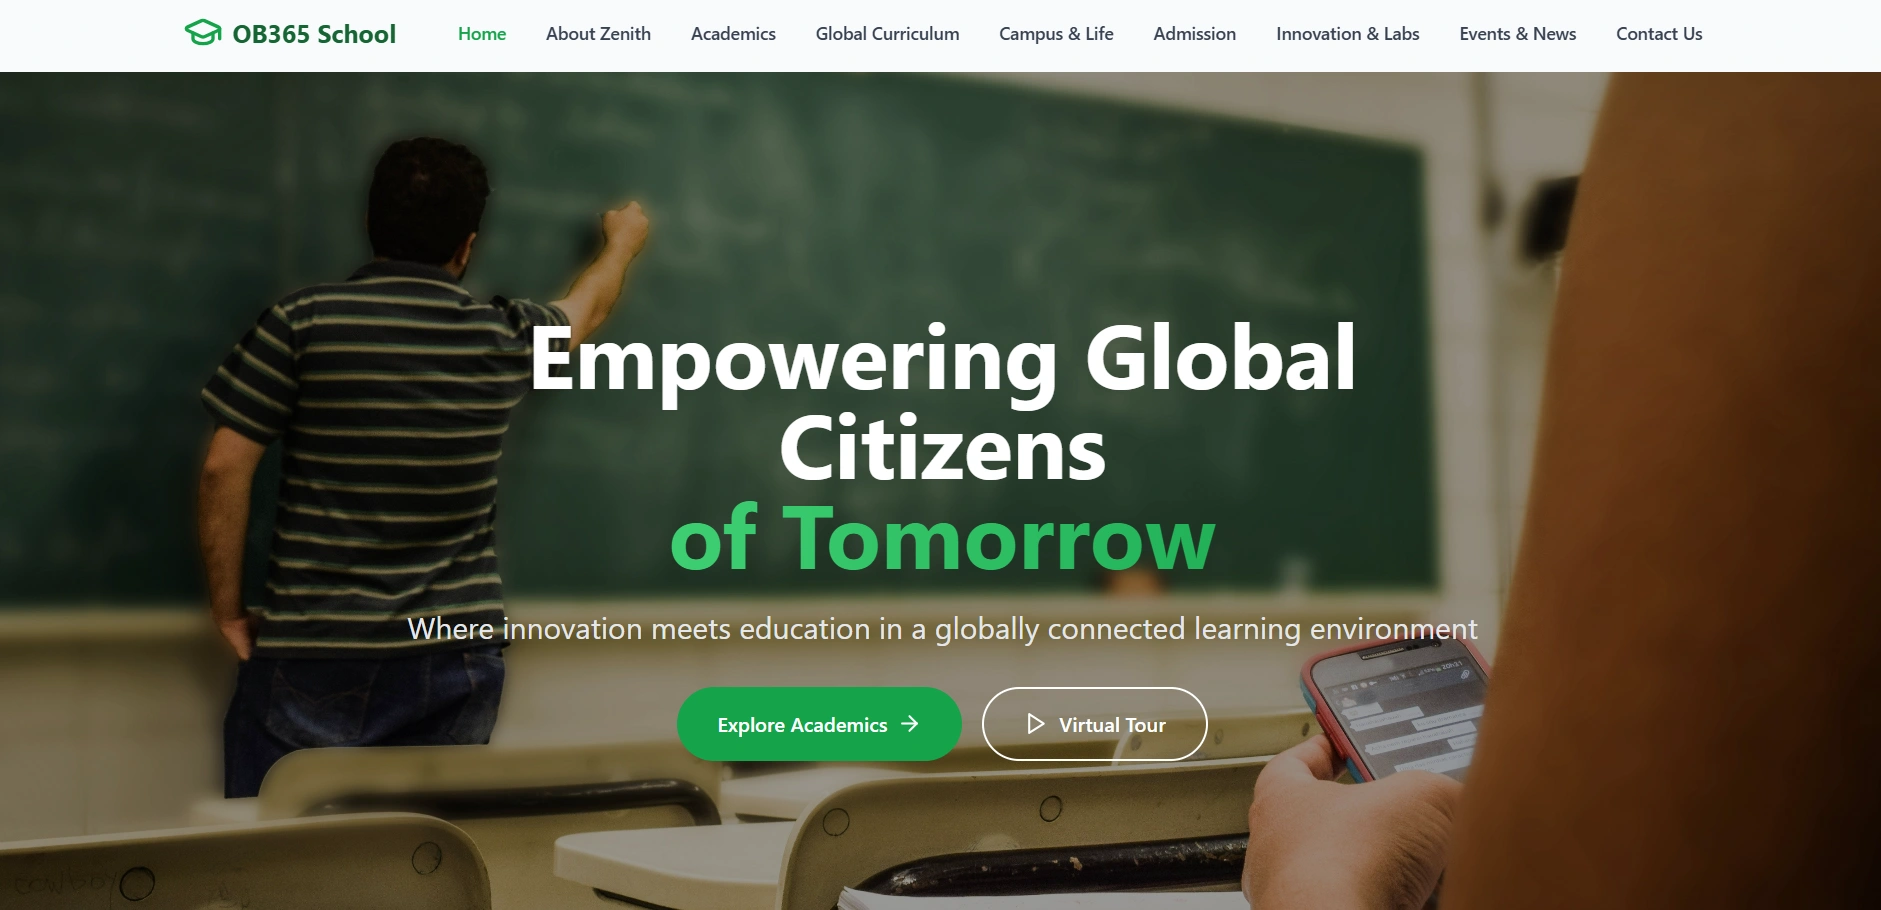 OB365 School
Home
About Zenith
Academics
Global Curriculum
Campus & Life
Admission
Innovation & Labs
Events & News
Contact Us
Empowering Global
Citizens
of Tomorrow
Where innovation meets education in a globally connected learning environment
Explore Academics
Virtual Tour
20h31